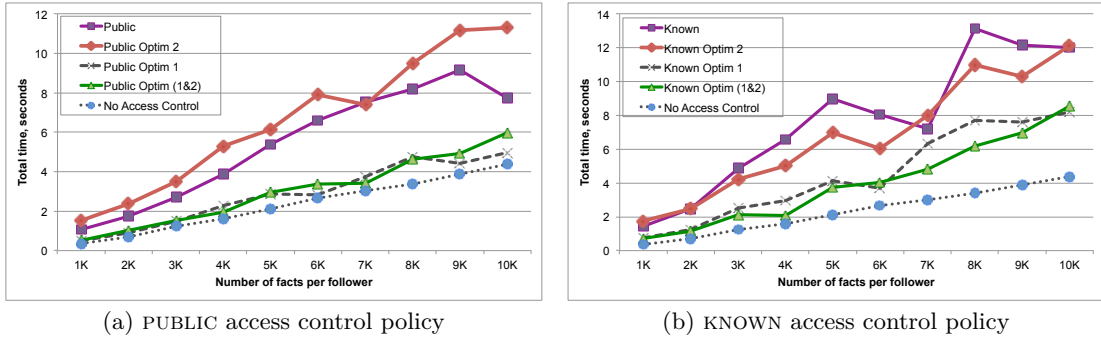 12
10
8
6
4
2
0
Total time, seconds
Public
Public Optim 2
Public Optim 1
Public Optim (1&2)
No Access Control
1K 2K 3K 4K 5K 6K 7K 8K 9K 10K
Number of facts per follower
(a) PUBLIC access control policy
14
12
10
8
6
4
2
0
Total time, seconds
Known
Known Optim 2
Known Optim 1
Known Optim (1&2)
No Access Control
1K 2K 3K 4K 5K 6K 7K 8K 9K 10K
Number of facts per follower
(b) KNOWN access control policy